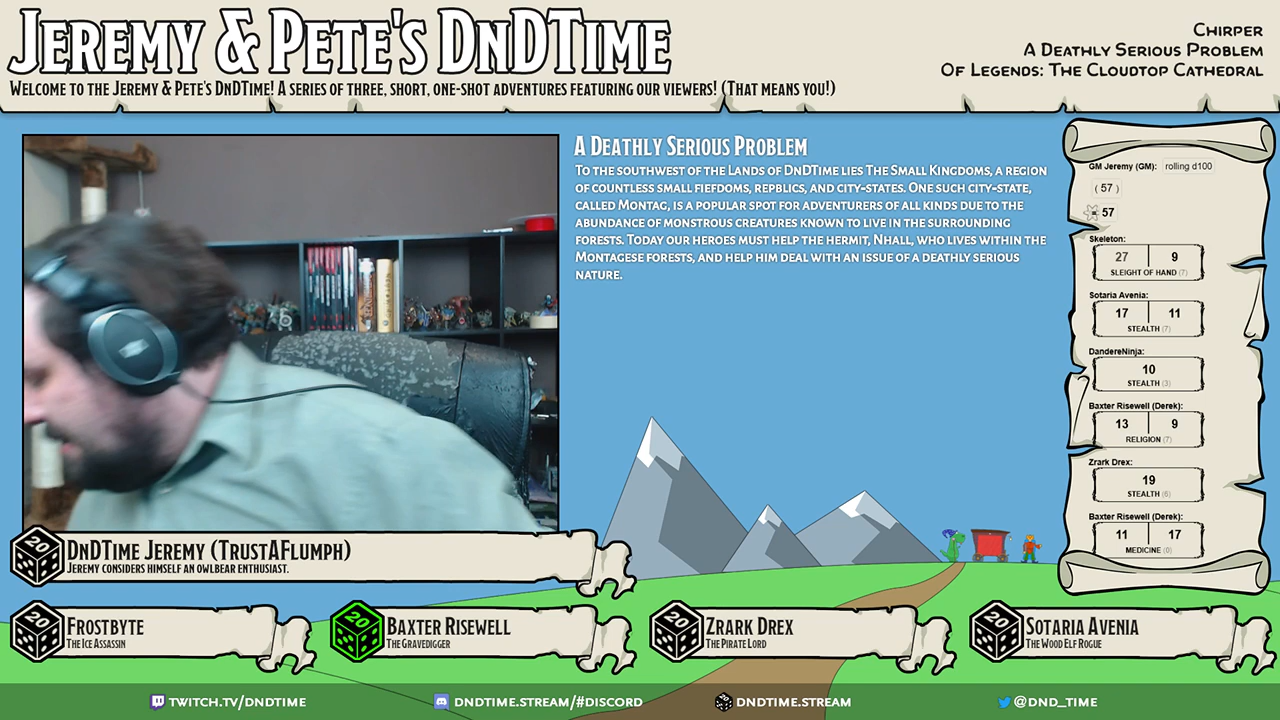 Jeremy & Pete's DnDTime
Welcome to the Jeremy & Pete's DnDTime! A series of three, short, one-shot adventures featuring our viewers! (That means you!)
Chirper
A Deathly Serious Problem
Of Legends: The Cloudtop Cathedral
A Deathly Serious Problem
To the southwest of the Lands of DnDTime lies The Small Kingdoms, a region
of countless small fiefdoms, repblics, and city-states. One such city-state,
called Montag, is a popular spot for adventurers of all kinds due to the
abundance of monstrous creatures known to live in the surrounding
forests. Today our heroes must help the hermit, Nhall, who lives within the
Montagese forests, and help him deal with an issue of a deathly serious
nature.
GM Jeremy (GM): rolling d100
( 57 )
= 57
Skeleton:
27 9
SLEIGHT OF HAND (7)
Sotaria Avenia:
17 11
STEALTH (7)
DandereNinja:
10
STEALTH (3)
Baxter Risewell (Derek):
13 9
RELIGION (7)
Zrark Drex:
19
STEALTH (6)
Baxter Risewell (Derek):
11 17
MEDICINE (0)
20
DnDTime Jeremy (TrustAFlumph)
Jeremy considers himself an owlbear enthusiast.
20
Frostbyte
The Ice Assassin
20
Baxter Risewell
The Gravedigger
20
Zrark Drex
The Pirate Lord
20
Sotaria Avenia
The Wood Elf Rogue
twitch.tv/dndtime
dndtime.stream/#discord
dndtime.stream
@dnd_time